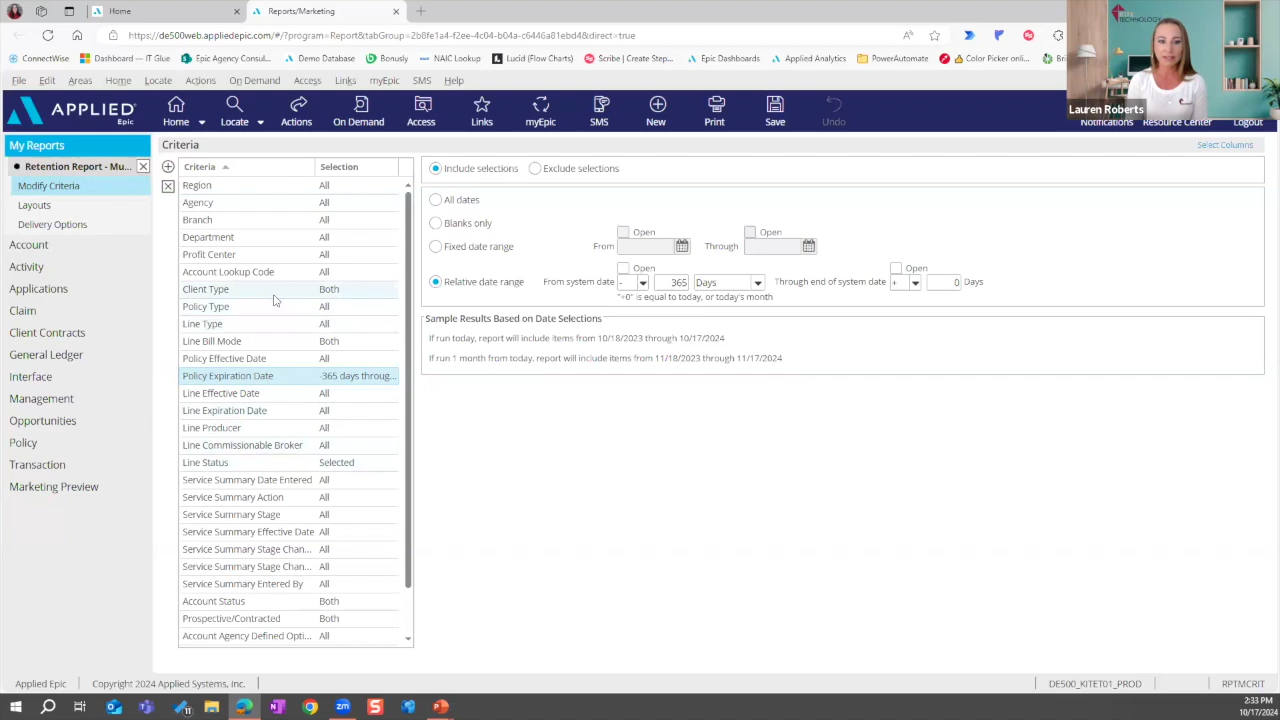 Home
Reports/Marketing
https://de500web.appliedepic.com/#/?program=Report&tabGroup=2b8fe1a4-f2ee-4c04-b04a-c6446a81ebd4&direct=true
ConnectWise
Dashboard — IT Glue
Epic Agency Consul...
Demo Database
Bonusly
NAIC Lookup
Lucid (Flow Charts)
Scribe | Create Step...
Epic Dashboards
Applied Analytics
PowerAutomate
Color Picker onlin...
TECHNOLOGY
Lauren Roberts
File Edit Areas Home Locate Actions On Demand Access Links myEpic SMS Help
APPLIED
Epic
Home
Locate
Actions
On Demand
Access
Links
myEpic
SMS
New
Print
Save
Undo
Notifications
Resource Center
Logout
My Reports
Retention Report - Mu...
Modify Criteria
Layouts
Delivery Options
Account
Activity
Applications
Claim
Client Contracts
General Ledger
Interface
Management
Opportunities
Policy
Transaction
Marketing Preview
Criteria
Select Columns
Criteria Selection
Region All
Agency All
Branch All
Department All
Profit Center All
Account Lookup Code All
Client Type Both
Policy Type All
Line Type All
Line Bill Mode Both
Policy Effective Date All
Policy Expiration Date -365 days throug...
Line Effective Date All
Line Expiration Date All
Line Producer All
Line Commissionable Broker All
Line Status Selected
Service Summary Date Entered All
Service Summary Action All
Service Summary Stage All
Service Summary Effective Date All
Service Summary Stage Chan... All
Service Summary Stage Chan... All
Service Summary Entered By All
Account Status Both
Prospective/Contracted Both
Account Agency Defined Opti... All
Include selections Exclude selections
All dates
Blanks only
Open Open
Fixed date range From Through
Open Open
Relative date range From system date - 365 Days Through end of system date + 0 Days
"+0" is equal to today, or today's month
Sample Results Based on Date Selections
If run today, report will include items from 10/18/2023 through 10/17/2024
If run 1 month from today, report will include items from 11/18/2023 through 11/17/2024
Applied Epic
Copyright 2024 Applied Systems, Inc.
DE500_KITET01_PROD
RPTMCRIT
2:33 PM
10/17/2024